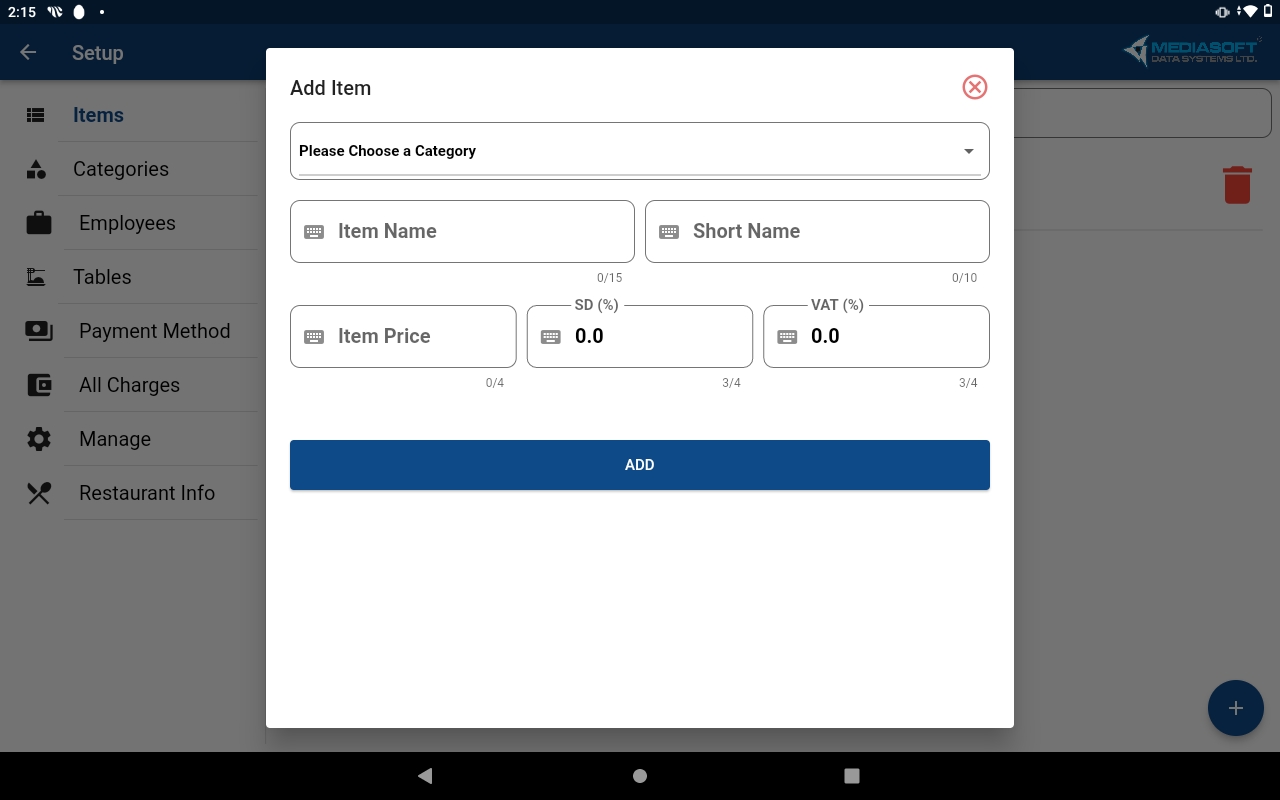 2:15
Setup
MEDIASOFT
DATA SYSTEMS LTD.
Items
Categories
Employees
Tables
Payment Method
All Charges
Manage
Restaurant Info
Add Item
Please Choose a Category
Item Name
Short Name
0/15
0/10
SD (%)
VAT (%)
Item Price
0.0
0.0
0/4
3/4
3/4
ADD